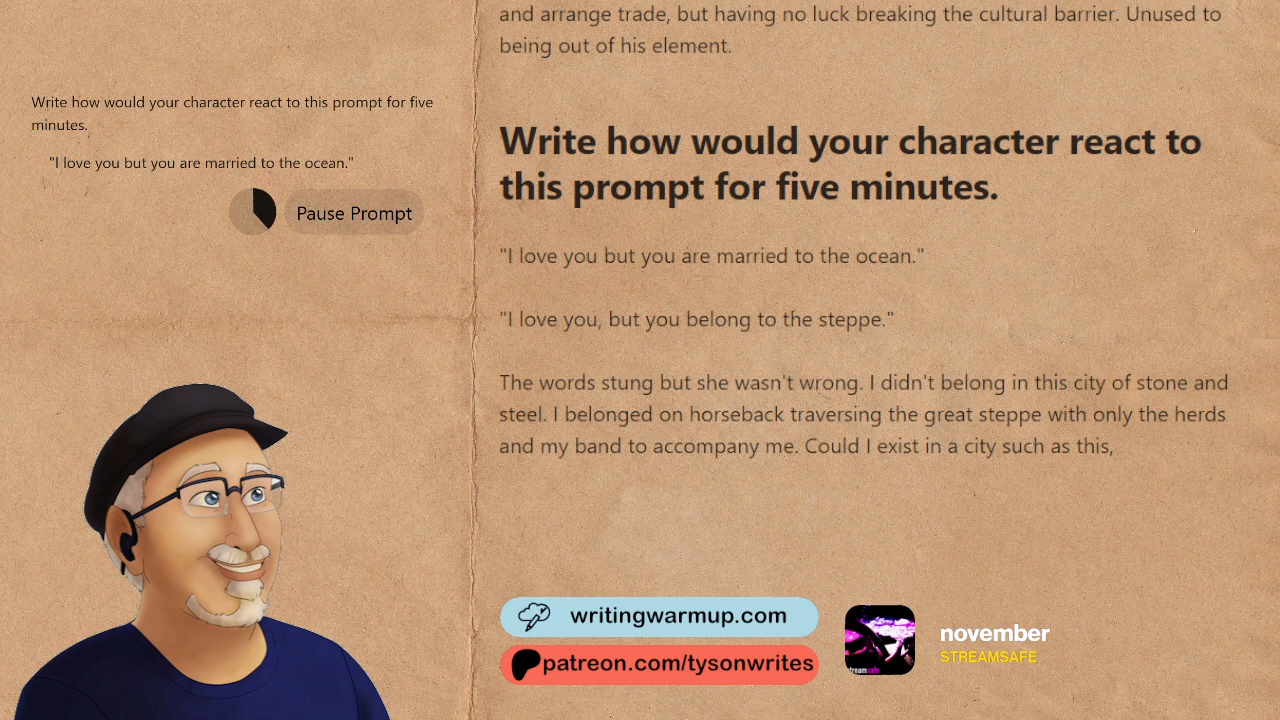 and arrange trade, but having no luck breaking the cultural barrier. Unused to
being out of his element.
Write how would your character react to this prompt for five
minutes.
"I love you but you are married to the ocean."
Pause Prompt
Write how would your character react to
this prompt for five minutes.
"I love you but you are married to the ocean."
"I love you, but you belong to the steppe."
The words stung but she wasn't wrong. I didn't belong in this city of stone and
steel. I belonged on horseback traversing the great steppe with only the herds
and my band to accompany me. Could I exist in a city such as this,
writingwarmup.com
patreon.com/tysonwrites
streamsafe
november
STREAMSAFE